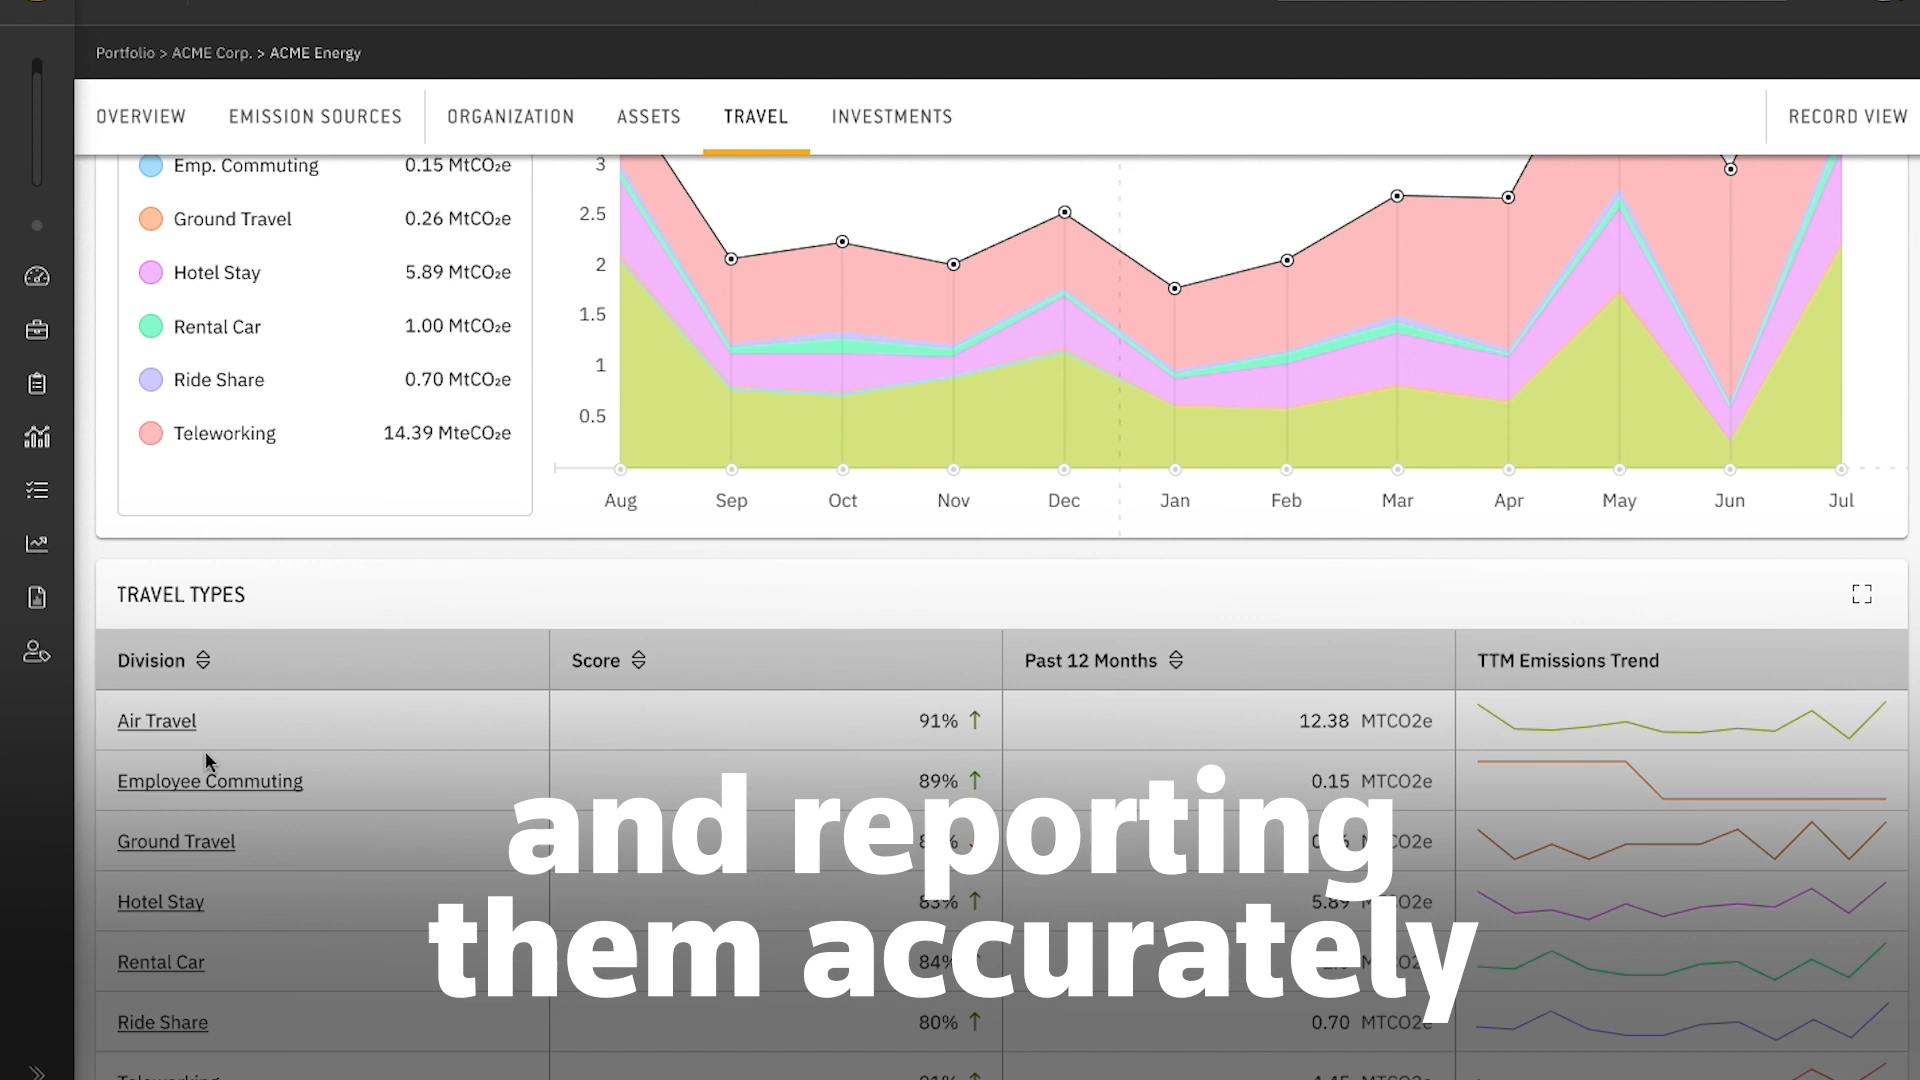 Portfolio > ACME Corp. > ACME Energy
OVERVIEW EMISSION SOURCES ORGANIZATION ASSETS TRAVEL INVESTMENTS RECORD VIEW
Emp. Commuting 0.15 MtCO₂e
Ground Travel 0.26 MtCO₂e
Hotel Stay 5.89 MtCO₂e
Rental Car 1.00 MtCO₂e
Ride Share 0.70 MtCO₂e
Teleworking 14.39 MteCO₂e
3
2.5
2
1.5
1
0.5
Aug Sep Oct Nov Dec Jan Feb Mar Apr May Jun Jul
TRAVEL TYPES
Division Score Past 12 Months TTM Emissions Trend
Air Travel 91% 12.38 MTCO2e
Employee Commuting 89% 0.15 MTCO2e
Ground Travel
Hotel Stay 83% 5.89
Rental Car 84%
Ride Share 80% 0.70 MTCO2e
and reporting
them accurately